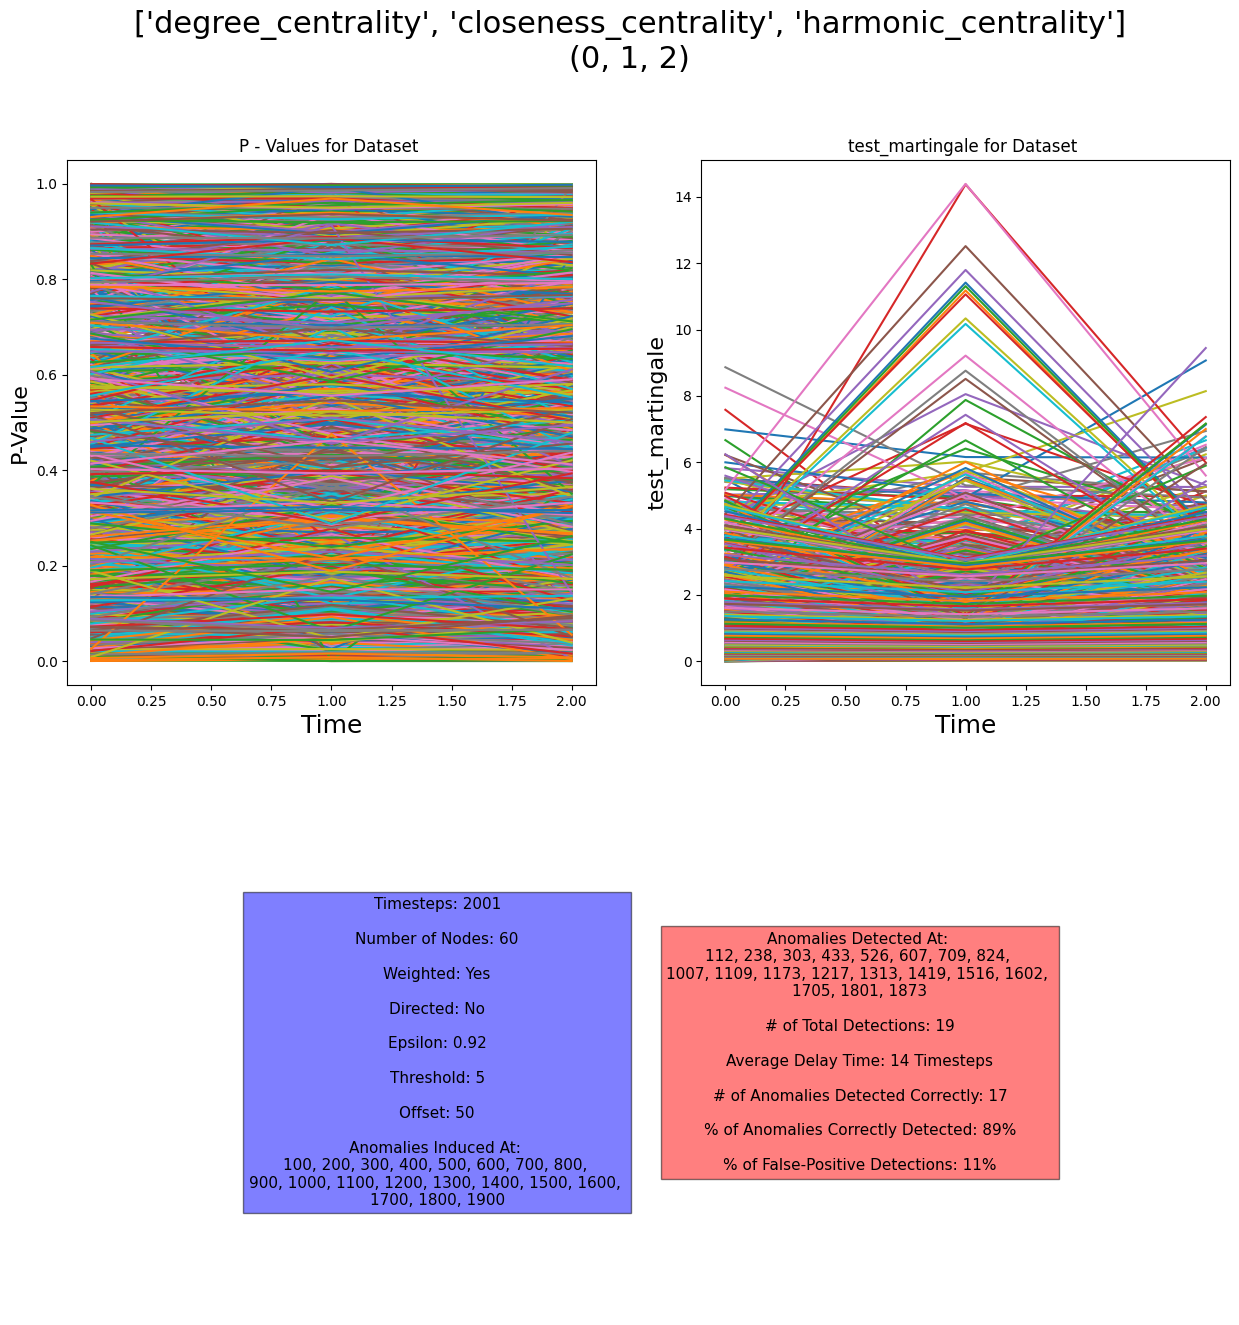 ['degree_centrality', 'closeness_centrality', 'harmonic_centrality']
(0, 1, 2)
P - Values for Dataset
1.0
0.8
0.6
0.4
0.2
0.0
P-Value
0.00 0.25 0.50 0.75 1.00 1.25 1.50 1.75 2.00
Time
test_martingale for Dataset
14
12
10
8
6
4
2
0
test_martingale
0.00 0.25 0.50 0.75 1.00 1.25 1.50 1.75 2.00
Time
Timesteps: 2001
Number of Nodes: 60
Weighted: Yes
Directed: No
Epsilon: 0.92
Threshold: 5
Offset: 50
Anomalies Induced At:
100, 200, 300, 400, 500, 600, 700, 800,
900, 1000, 1100, 1200, 1300, 1400, 1500, 1600,
1700, 1800, 1900
Anomalies Detected At:
112, 238, 303, 433, 526, 607, 709, 824,
1007, 1109, 1173, 1217, 1313, 1419, 1516, 1602,
1705, 1801, 1873
# of Total Detections: 19
Average Delay Time: 14 Timesteps
# of Anomalies Detected Correctly: 17
% of Anomalies Correctly Detected: 89%
% of False-Positive Detections: 11%